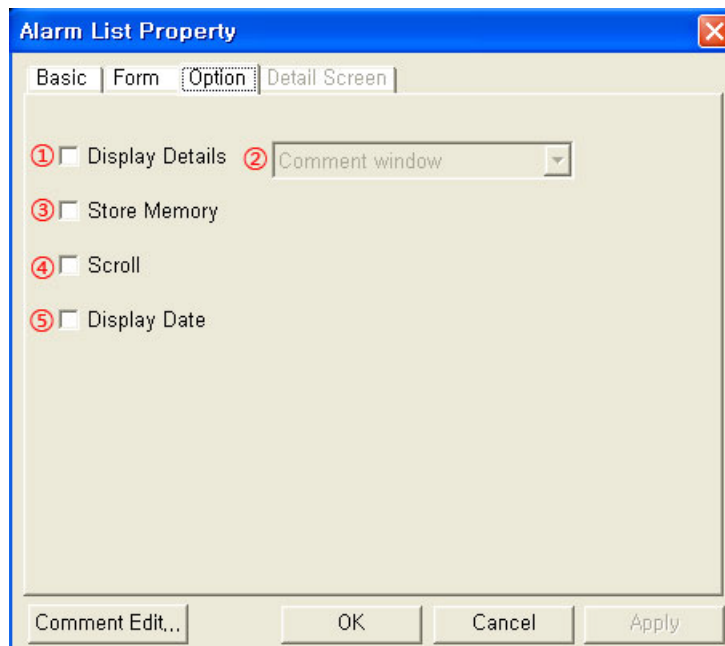 Alarm List Property
Basic Form Option Detail Screen
① Display Details ② Comment window
③ Store Memory
④ Scroll
⑤ Display Date
Comment Edit,,, OK Cancel Apply